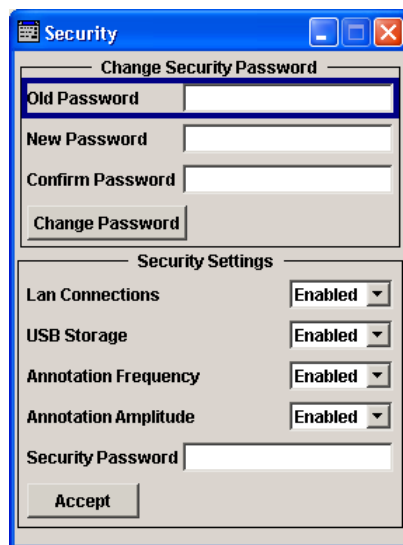 Security
Change Security Password
Old Password
New Password
Confirm Password
Change Password
Security Settings
Lan Connections Enabled
USB Storage Enabled
Annotation Frequency Enabled
Annotation Amplitude Enabled
Security Password
Accept